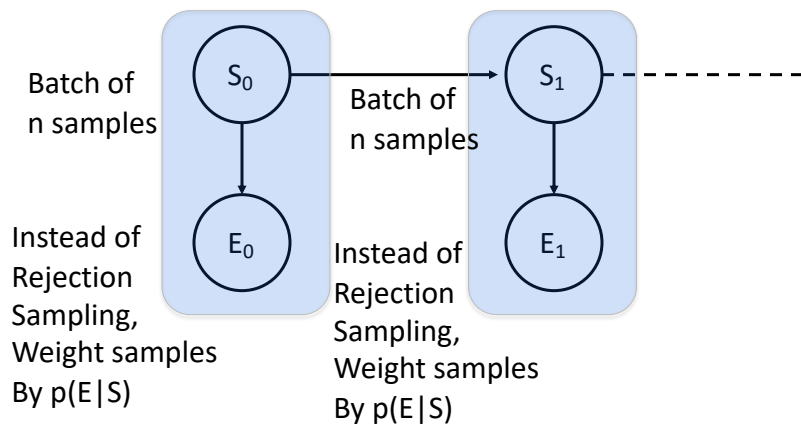 Batch of
n samples
S₀
Batch of
n samples
S₁
Instead of
Rejection
Sampling,
Weight samples
By p(E|S)
E₀
Instead of
Rejection
Sampling,
Weight samples
By p(E|S)
E₁